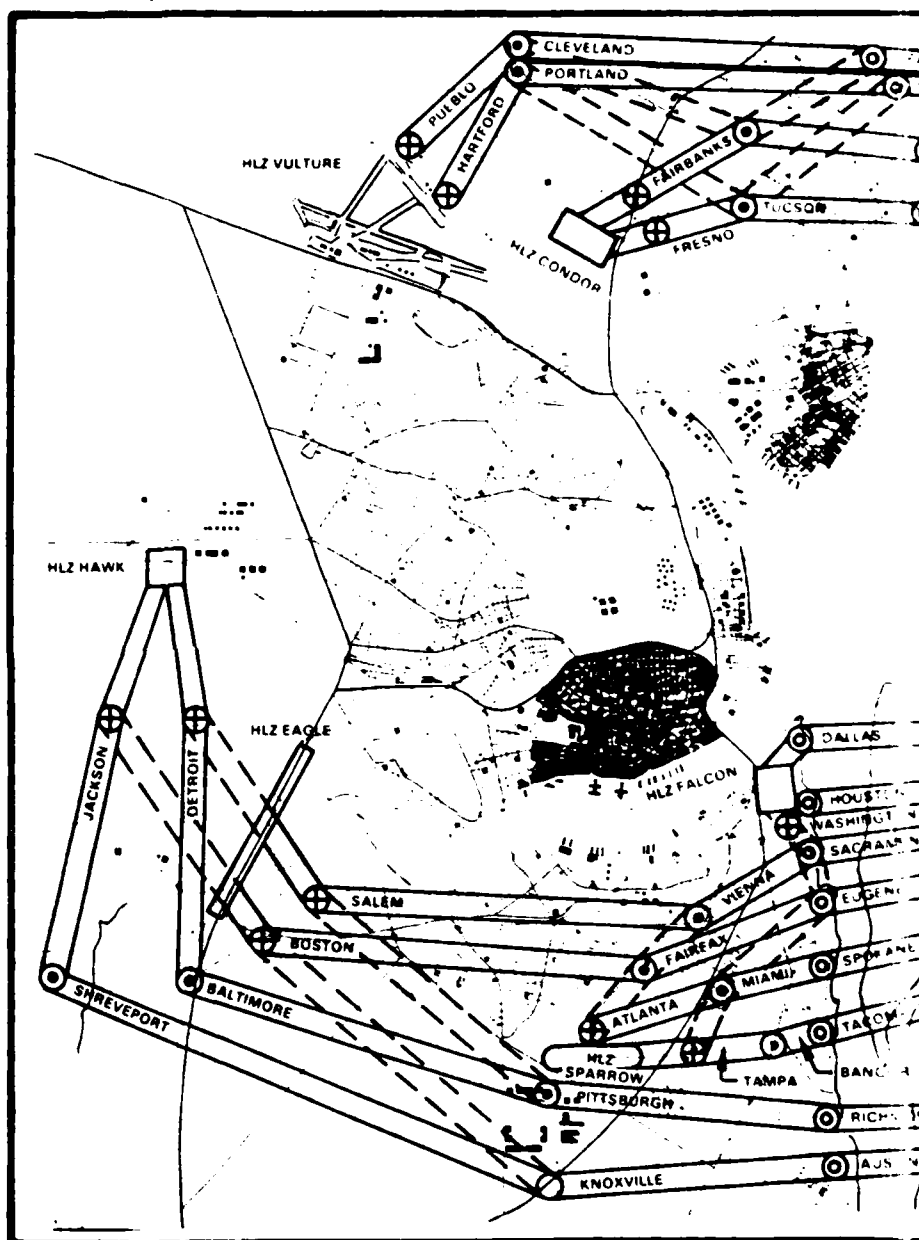 CLEVELAND
PORTLAND
PUEBLO
HARTFORD
HLZ VULTURE
FAIRBANKS
TUCSON
FRESNO
HLZ CONDOR
HLZ HAWK
JACKSON
DETROIT
HLZ EAGLE
HLZ FALCON
DALLAS
VIENNA
SALEM
BOSTON
FAIRFAX
ATLANTA
MIAMI
SHREVEPORT
BALTIMORE
HLZ
SPARROW
TAMPA
PITTSBURGH
KNOXVILLE